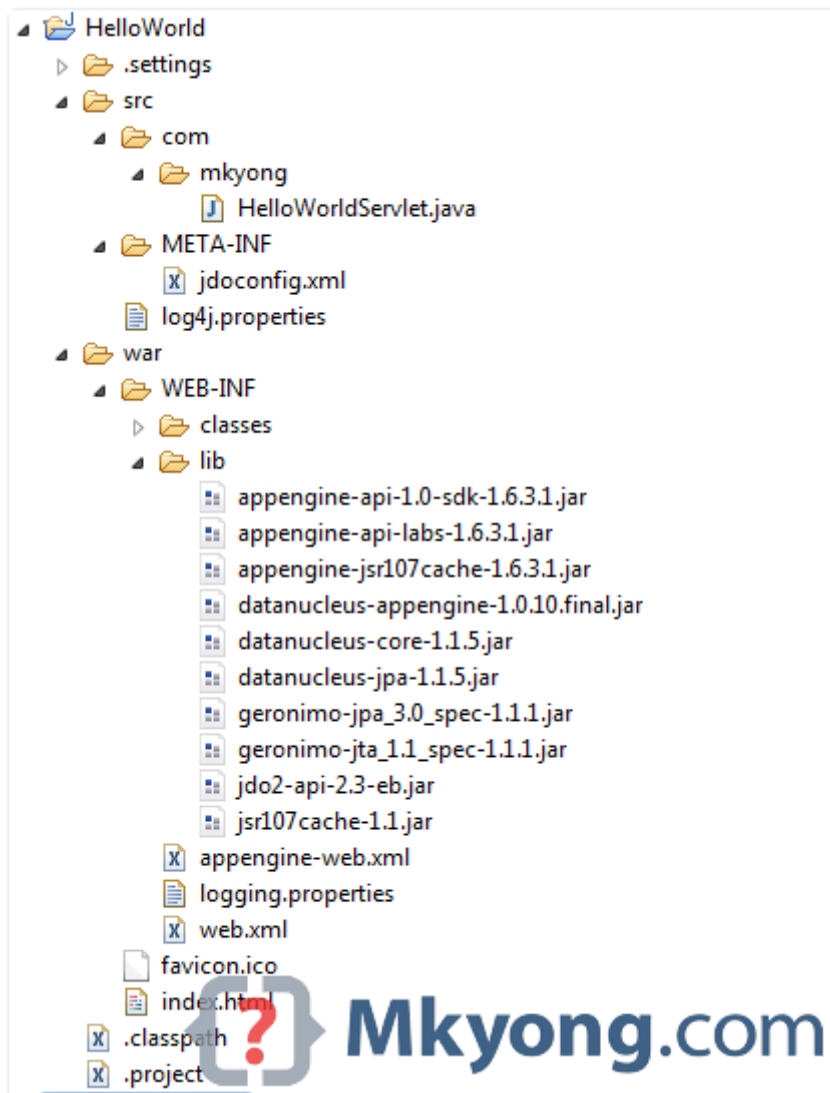 HelloWorld
.settings
src
com
mkyong
HelloWorldServlet.java
META-INF
jdoconfig.xml
log4j.properties
war
WEB-INF
classes
lib
appengine-api-1.0-sdk-1.6.3.1.jar
appengine-api-labs-1.6.3.1.jar
appengine-jsr107cache-1.6.3.1.jar
datanucleus-appengine-1.0.10.final.jar
datanucleus-core-1.1.5.jar
datanucleus-jpa-1.1.5.jar
geronimo-jpa_3.0_spec-1.1.1.jar
geronimo-jta_1.1_spec-1.1.1.jar
jdo2-api-2.3-eb.jar
jsr107cache-1.1.jar
appengine-web.xml
logging.properties
web.xml
favicon.ico
index.html
.classpath
.project
Mkyong.com